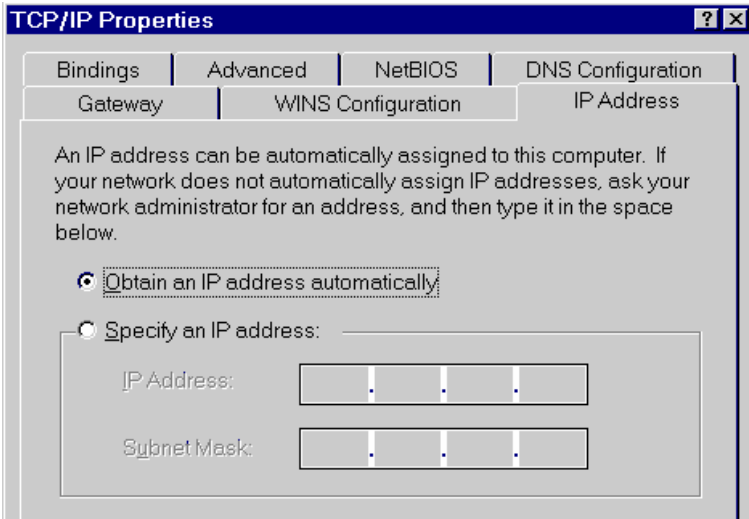 TCP/IP Properties
Bindings Advanced NetBIOS DNS Configuration
Gateway WINS Configuration IP Address
An IP address can be automatically assigned to this computer. If
your network does not automatically assign IP addresses, ask your
network administrator for an address, and then type it in the space
below.
Obtain an IP address automatically
Specify an IP address:
IP Address:
Subnet Mask: